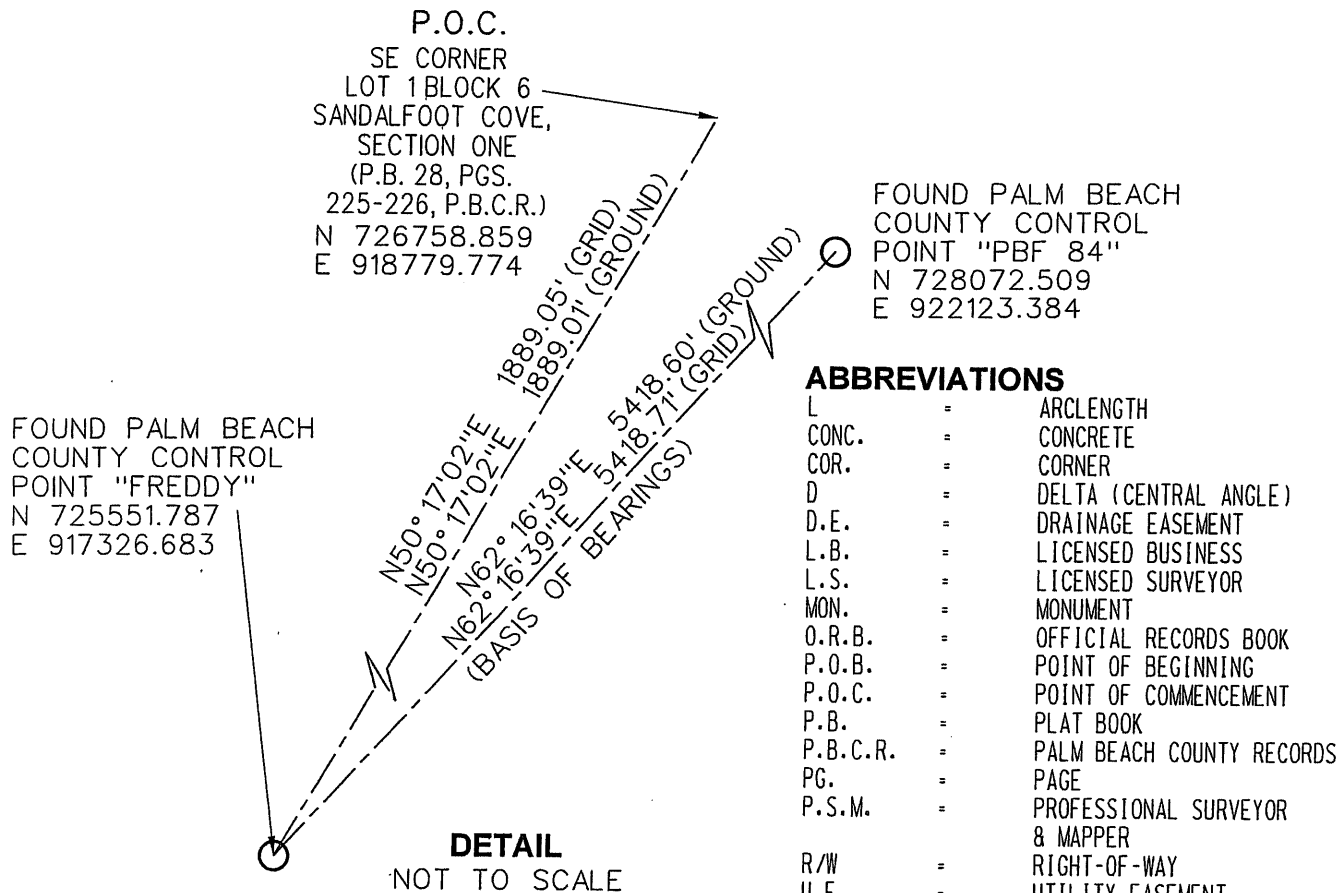 P.O.C.
SE CORNER
LOT 1 BLOCK 6
SANDALFOOT COVE,
SECTION ONE
(P.B. 28, PGS.
225-226, P.B.C.R.)
N 726758.859
E 918779.774
1889.05' (GRID)
1889.01' (GROUND)
N50° 17'02"E
N50° 17'02"E
5418.60' (GROUND)
5418.71' (GRID)
N62° 16'39"E
N62° 16'39"E
(BASIS OF BEARINGS)
FOUND PALM BEACH
COUNTY CONTROL
POINT "PBF 84"
N 728072.509
E 922123.384
FOUND PALM BEACH
COUNTY CONTROL
POINT "FREDDY"
N 725551.787
E 917326.683
DETAIL
NOT TO SCALE
ABBREVIATIONS
L = ARCLENGTH
CONC. = CONCRETE
COR. = CORNER
D = DELTA (CENTRAL ANGLE)
D.E. = DRAINAGE EASEMENT
L.B. = LICENSED BUSINESS
L.S. = LICENSED SURVEYOR
MON. = MONUMENT
O.R.B. = OFFICIAL RECORDS BOOK
P.O.B. = POINT OF BEGINNING
P.O.C. = POINT OF COMMENCEMENT
P.B. = PLAT BOOK
P.B.C.R. = PALM BEACH COUNTY RECORDS
PG. = PAGE
P.S.M. = PROFESSIONAL SURVEYOR
& MAPPER
R/W = RIGHT-OF-WAY
U.E. = UTILITY EASEMENT